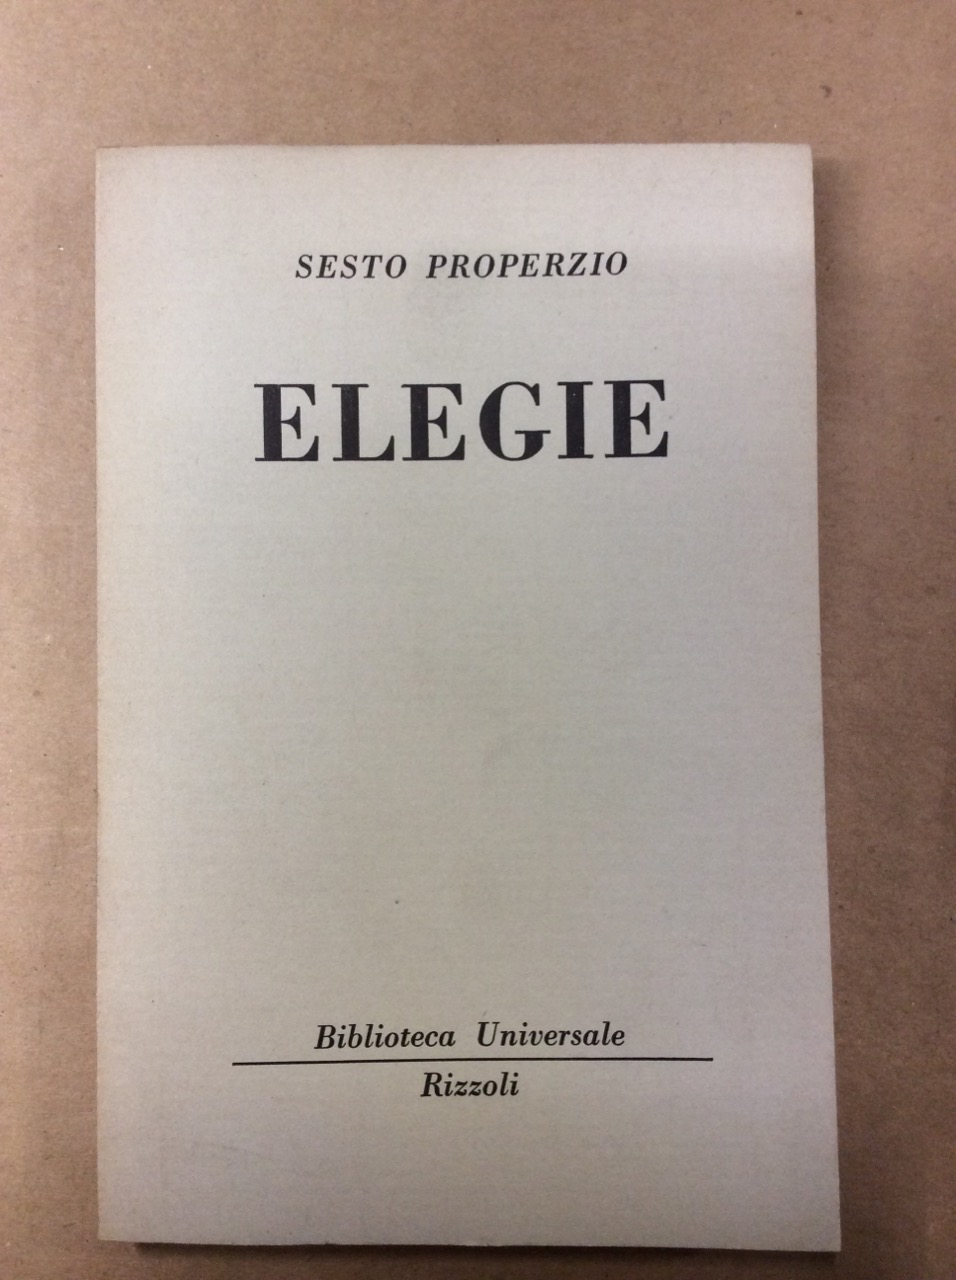 SESTO PROPERZIO
ELEGIE
Biblioteca Universale
Rizzoli